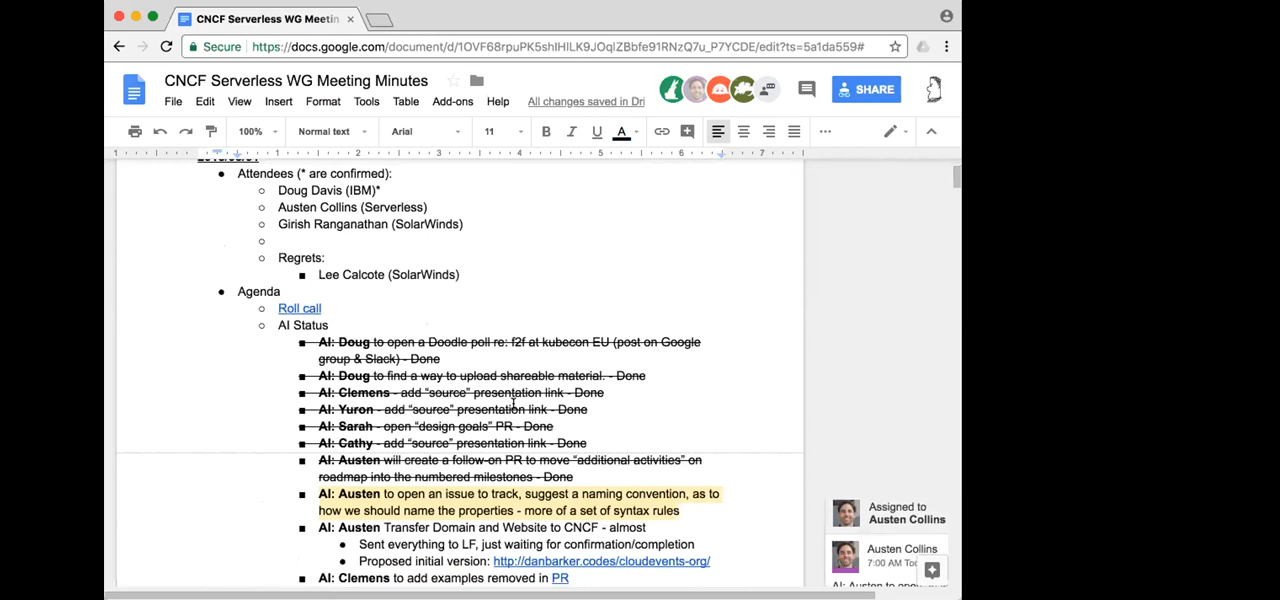 CNCF Serverless WG Meetin
Secure
https://docs.google.com/document/d/1OVF68rpuPK5shIHILK9JOqlZBbfe91RNzQ7u_P7YCDE/edit?ts=5a1da559#
CNCF Serverless WG Meeting Minutes
SHARE
File Edit View Insert Format Tools Table Add-ons Help All changes saved in Dri
100% Normal text Arial 11 B I U A
1 1 2 3 4 5 6 7
Attendees (* are confirmed):
Doug Davis (IBM)*
Austen Collins (Serverless)
Girish Ranganathan (SolarWinds)
Regrets:
Lee Calcote (SolarWinds)
Agenda
Roll call
AI Status
AI: Doug to open a Doodle poll re: f2f at kubecon EU (post on Google
group & Slack) - Done
AI: Doug to find a way to upload shareable material. - Done
AI: Clemens - add “source” presentation link - Done
AI: Yuron - add “source” presentation link - Done
AI: Sarah - open “design goals” PR - Done
AI: Cathy - add “source” presentation link - Done
AI: Austen will create a follow-on PR to move “additional activities” on
roadmap into the numbered milestones - Done
AI: Austen to open an issue to track, suggest a naming convention, as to
how we should name the properties - more of a set of syntax rules
AI: Austen Transfer Domain and Website to CNCF - almost
Sent everything to LF, just waiting for confirmation/completion
Proposed initial version: http://danbarker.codes/cloudevents-org/
AI: Clemens to add examples removed in PR
Assigned to
Austen Collins
Austen Collins
7:00 AM Toc